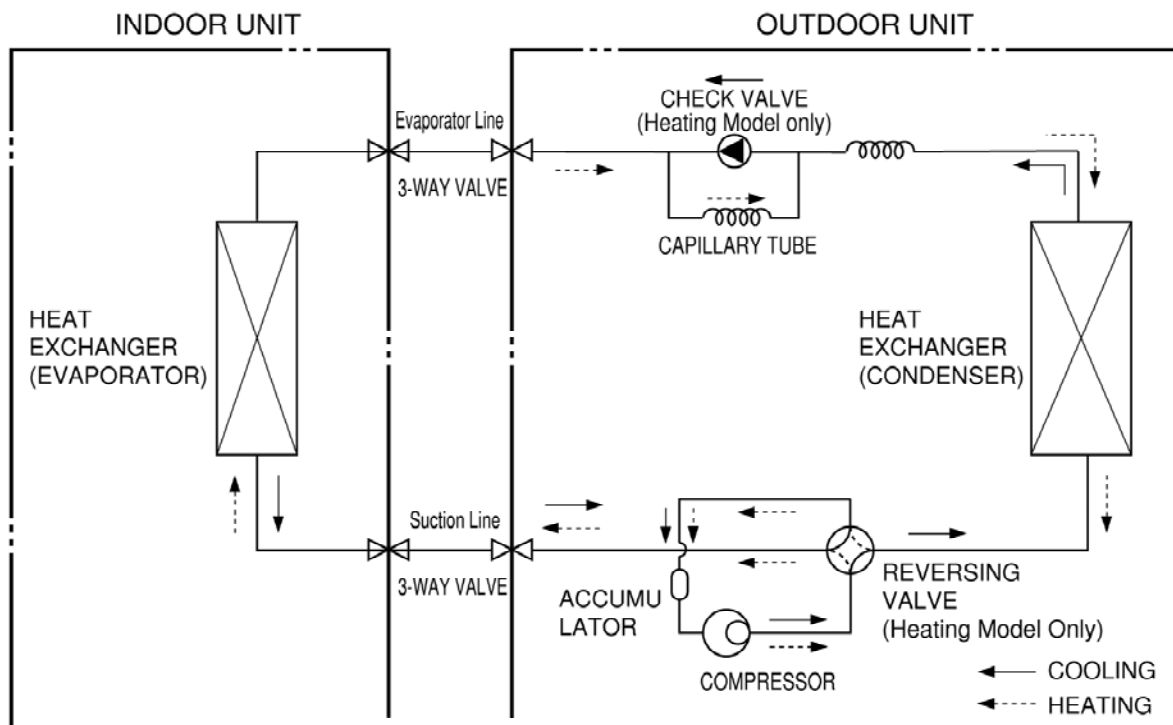 INDOOR UNIT
OUTDOOR UNIT
CHECK VALVE
(Heating Model only)
Evaporator Line
3-WAY VALVE
CAPILLARY TUBE
HEAT
EXCHANGER
(EVAPORATOR)
HEAT
EXCHANGER
(CONDENSER)
Suction Line
3-WAY VALVE
ACCUMU
LATOR
COMPRESSOR
REVERSING
VALVE
(Heating Model Only)
COOLING
HEATING